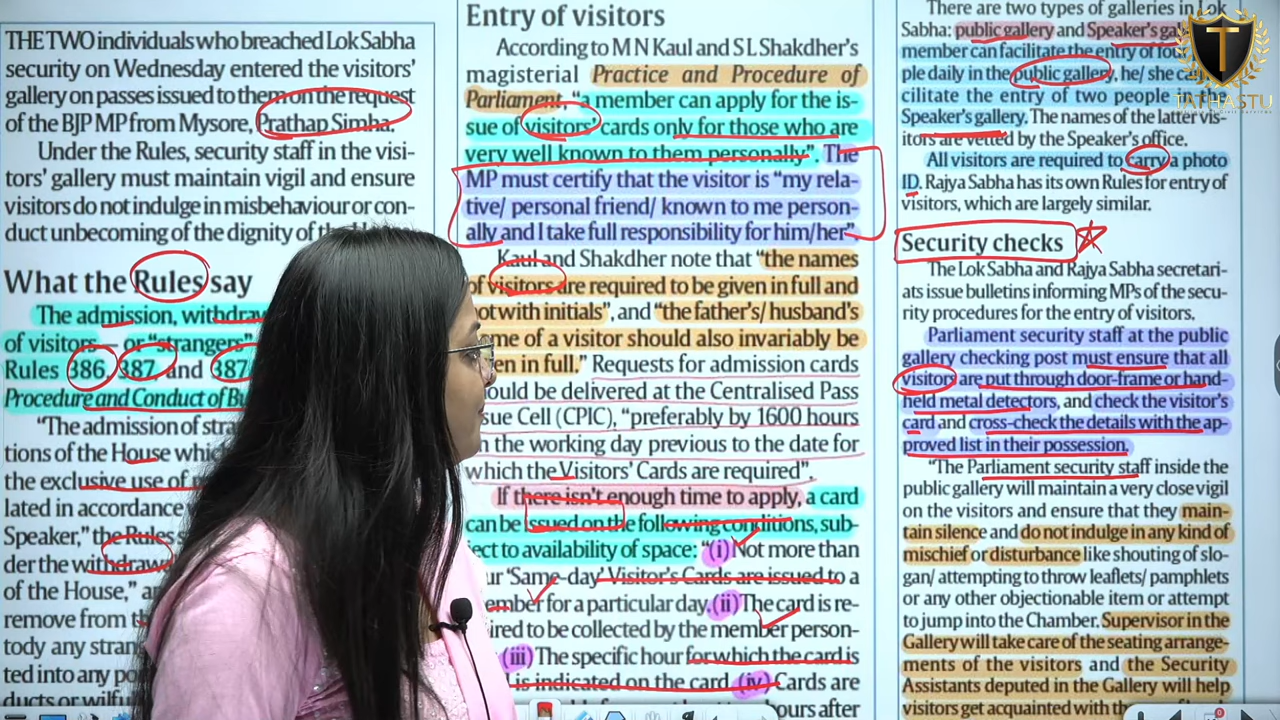 THE TWO individuals who breached Lok Sabha
security on Wednesday entered the visitors'
gallery on passes issued to them on the request
of the BJP MP from Mysore, Prathap Simha.
Under the Rules, security staff in the visi-
tors' gallery must maintain vigil and ensure
visitors do not indulge in misbehaviour or con-
duct unbecoming of the dignity of
What the Rules say
The admission, withdraw
of visitors — or "strangers"
Rules 386, 387 and 387
Procedure and Conduct of Bu
"The admission of stra
tions of the House which
the exclusive use of
lated in accordance
Speaker," the Rules
der the withdraw
of the House,"
remove from
tody any stran
ted into any po
ducts or wilf
Entry of visitors
According to M N Kaul and S L Shakdher's
magisterial Practice and Procedure of
Parliament, "a member can apply for the is-
sue of visitors' cards only for those who are
very well known to them personally". The
MP must certify that the visitor is "my rela-
tive/ personal friend/ known to me person-
ally and I take full responsibility for him/her".
Kaul and Shakdher note that "the names
of visitors are required to be given in full and
not with initials", and "the father's/ husband's
me of a visitor should also invariably be
en in full." Requests for admission cards
ould be delivered at the Centralised Pass
sue Cell (CPIC), "preferably by 1600 hours
n the working day previous to the date for
which the Visitors' Cards are required".
If there isn't enough time to apply, a card
can be issued on the following conditions, sub-
ject to availability of space: "(i) Not more than
ur 'Same-day' Visitor's Cards are issued to a
ember for a particular day. (ii) The card is re-
ired to be collected by the member person-
(iii) The specific hour for which the card is
is indicated on the card (iv) Cards are
hours after
There are two types of galleries in Lok
Sabha: public gallery and Speaker's ga
member can facilitate the entry of four
ple daily in the public gallery, he/ she ca
cilitate the entry of two people in the
Speaker's gallery. The names of the latter vis-
itors are vetted by the Speaker's office.
All visitors are required to carry a photo
ID. Rajya Sabha has its own Rules for entry of
visitors, which are largely similar.
Security checks
The Lok Sabha and Rajya Sabha secretari-
ats issue bulletins informing MPs of the secu-
rity procedures for the entry of visitors.
Parliament security staff at the public
gallery checking post must ensure that all
visitors are put through door-frame or hand-
held metal detectors, and check the visitor's
card and cross-check the details with the ap-
proved list in their possession.
"The Parliament security staff inside the
public gallery will maintain a very close vigil
on the visitors and ensure that they main-
tain silence and do not indulge in any kind of
mischief or disturbance like shouting of slo-
gan/ attempting to throw leaflets/ pamphlets
or any other objectionable item or attempt
to jump into the Chamber. Supervisor in the
Gallery will take care of the seating arrange-
ments of the visitors and the Security
Assistants deputed in the Gallery will help
visitors get acquainted with the
T
TATHASTU